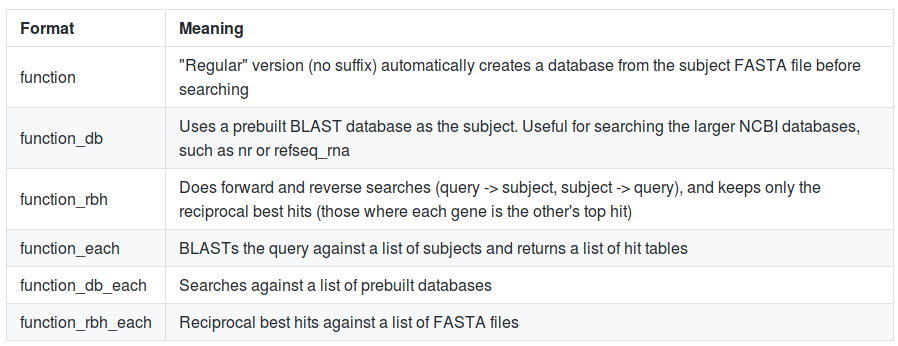 Format Meaning
function "Regular" version (no suffix) automatically creates a database from the subject FASTA file before
searching
function_db Uses a prebuilt BLAST database as the subject. Useful for searching the larger NCBI databases,
such as nr or refseq_rna
function_rbh Does forward and reverse searches (query -> subject, subject -> query), and keeps only the
reciprocal best hits (those where each gene is the other's top hit)
function_each BLASTs the query against a list of subjects and returns a list of hit tables
function_db_each Searches against a list of prebuilt databases
function_rbh_each Reciprocal best hits against a list of FASTA files